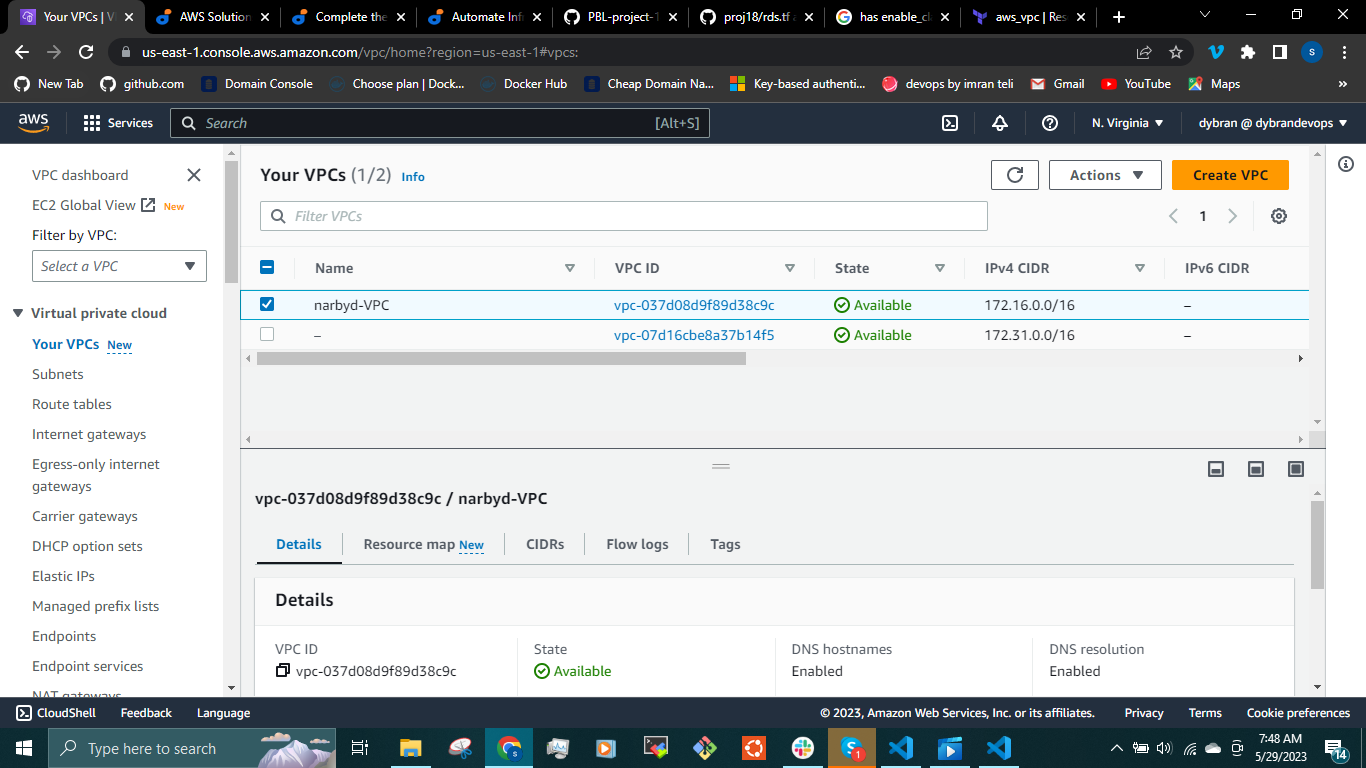 Your VPCs | V
AWS Solution
Complete the
Automate Infr
PBL-project-1
proj18/rds.tf a
has enable_cla
aws_vpc | Res
us-east-1.console.aws.amazon.com/vpc/home?region=us-east-1#vpcs:
S
New Tab
github.com
Domain Console
Choose plan | Dock...
Docker Hub
Cheap Domain Na...
Key-based authenti...
devops by imran teli
Gmail
YouTube
Maps
»
aws
Services
Search
[Alt+S]
N. Virginia
dybran @ dybrandevops
VPC dashboard
EC2 Global View
New
Filter by VPC:
Select a VPC
Virtual private cloud
Your VPCs New
Subnets
Route tables
Internet gateways
Egress-only internet
gateways
Carrier gateways
DHCP option sets
Elastic IPs
Managed prefix lists
Endpoints
Endpoint services
NAT gateways
Your VPCs (1/2) Info
Actions
Create VPC
Filter VPCs
1
Name VPC ID State IPv4 CIDR IPv6 CIDR
narbyd-VPC vpc-037d08d9f89d38c9c Available 172.16.0.0/16 –
– vpc-07d16cbe8a37b14f5 Available 172.31.0.0/16 –
vpc-037d08d9f89d38c9c / narbyd-VPC
Details Resource map New CIDRs Flow logs Tags
Details
VPC ID State DNS hostnames DNS resolution
vpc-037d08d9f89d38c9c Available Enabled Enabled
CloudShell Feedback Language
© 2023, Amazon Web Services, Inc. or its affiliates. Privacy Terms Cookie preferences
Type here to search
1
7:48 AM
5/29/2023
14